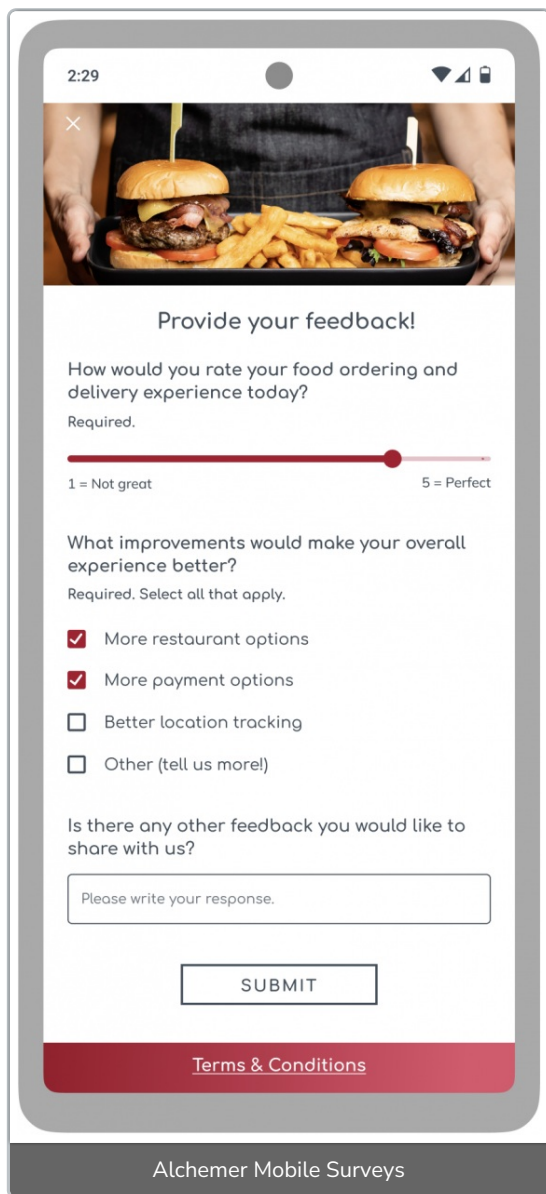 2:29
Provide your feedback!
How would you rate your food ordering and
delivery experience today?
Required.
1 = Not great
5 = Perfect
What improvements would make your overall
experience better?
Required. Select all that apply.
More restaurant options
More payment options
Better location tracking
Other (tell us more!)
Is there any other feedback you would like to
share with us?
Please write your response.
SUBMIT
Terms & Conditions
Alchemer Mobile Surveys